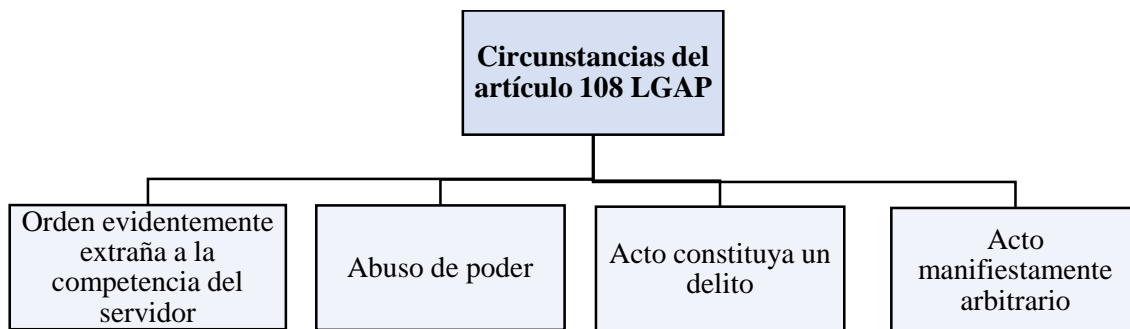 Circunstancias del
artículo 108 LGAP
Orden evidentemente
extraña a la
competencia del
servidor
Abuso de poder
Acto constituya un
delito
Acto
manifiestamente
arbitrario